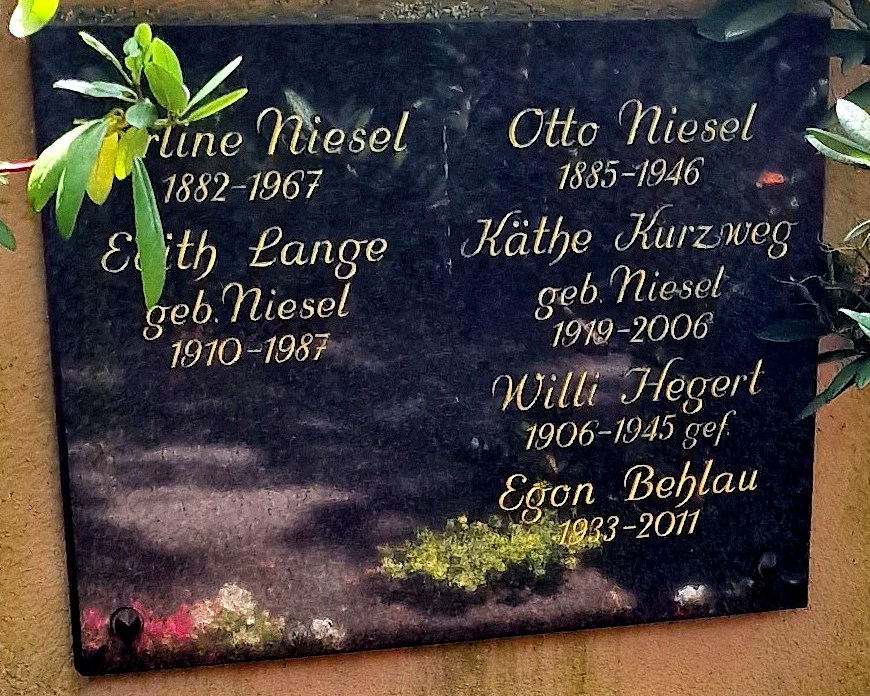 Niesel
1882-1967
Edith Lange
geb. Niesel
1910-1987
Otto Niesel
1885-1946
Käthe Kurzweg
geb. Niesel
1919-2006
Willi Hegert
1906-1945 gef.
Egon Behlau
1933-2011